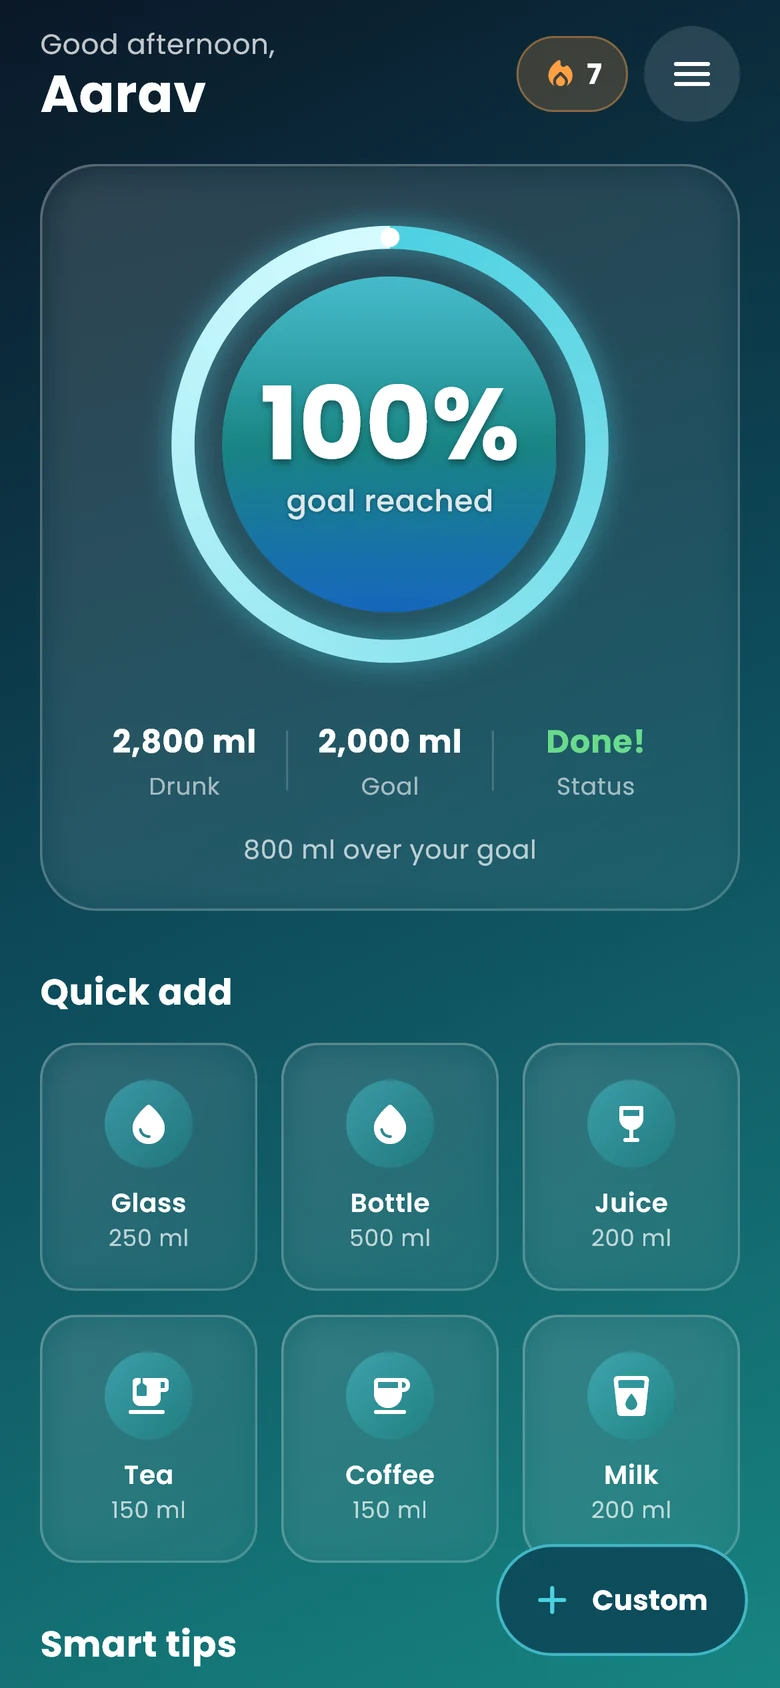 Good afternoon,
Aarav
7
100%
goal reached
2,800 ml
2,000 ml
Done!
Drunk
Goal
Status
800 ml over your goal
Quick add
Glass
Bottle
Juice
250 ml
500 ml
200 ml
Tea
Coffee
Milk
150 ml
150 ml
200 ml
Custom
Smart tips